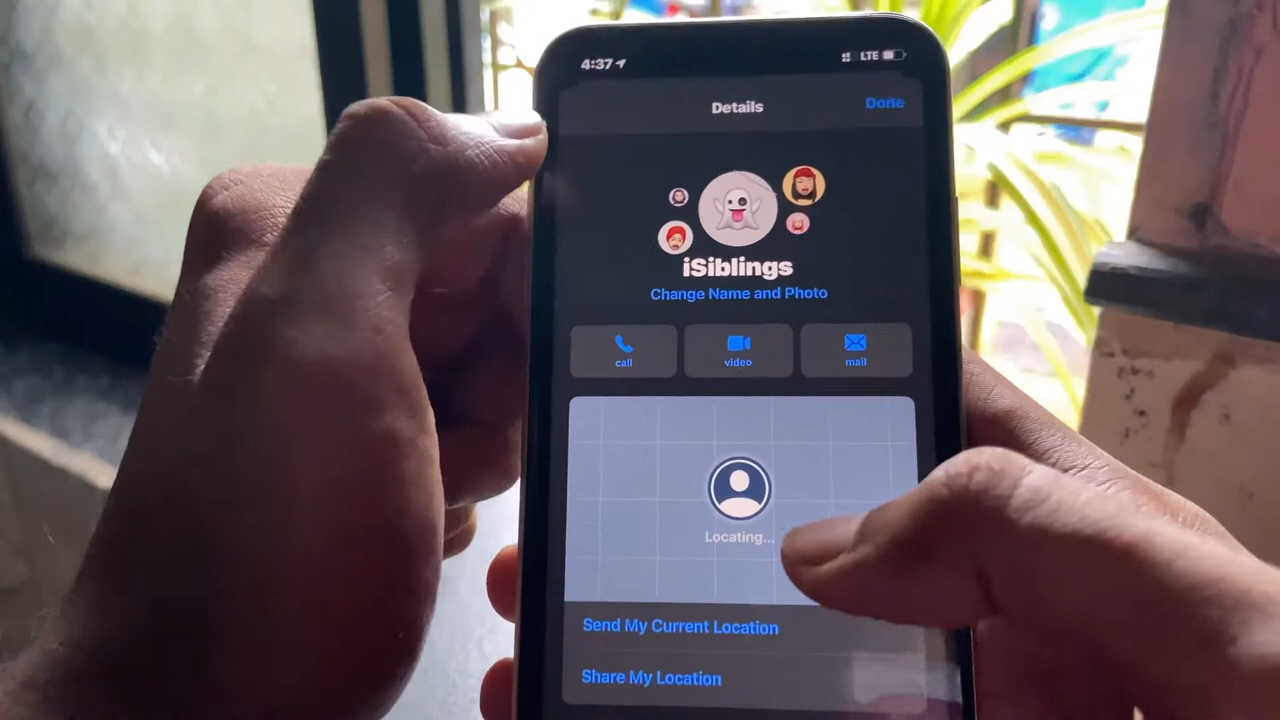 4:37
LTE
Details
Done
iSiblings
Change Name and Photo
call
video
mail
Locating...
Send My Current Location
Share My Location